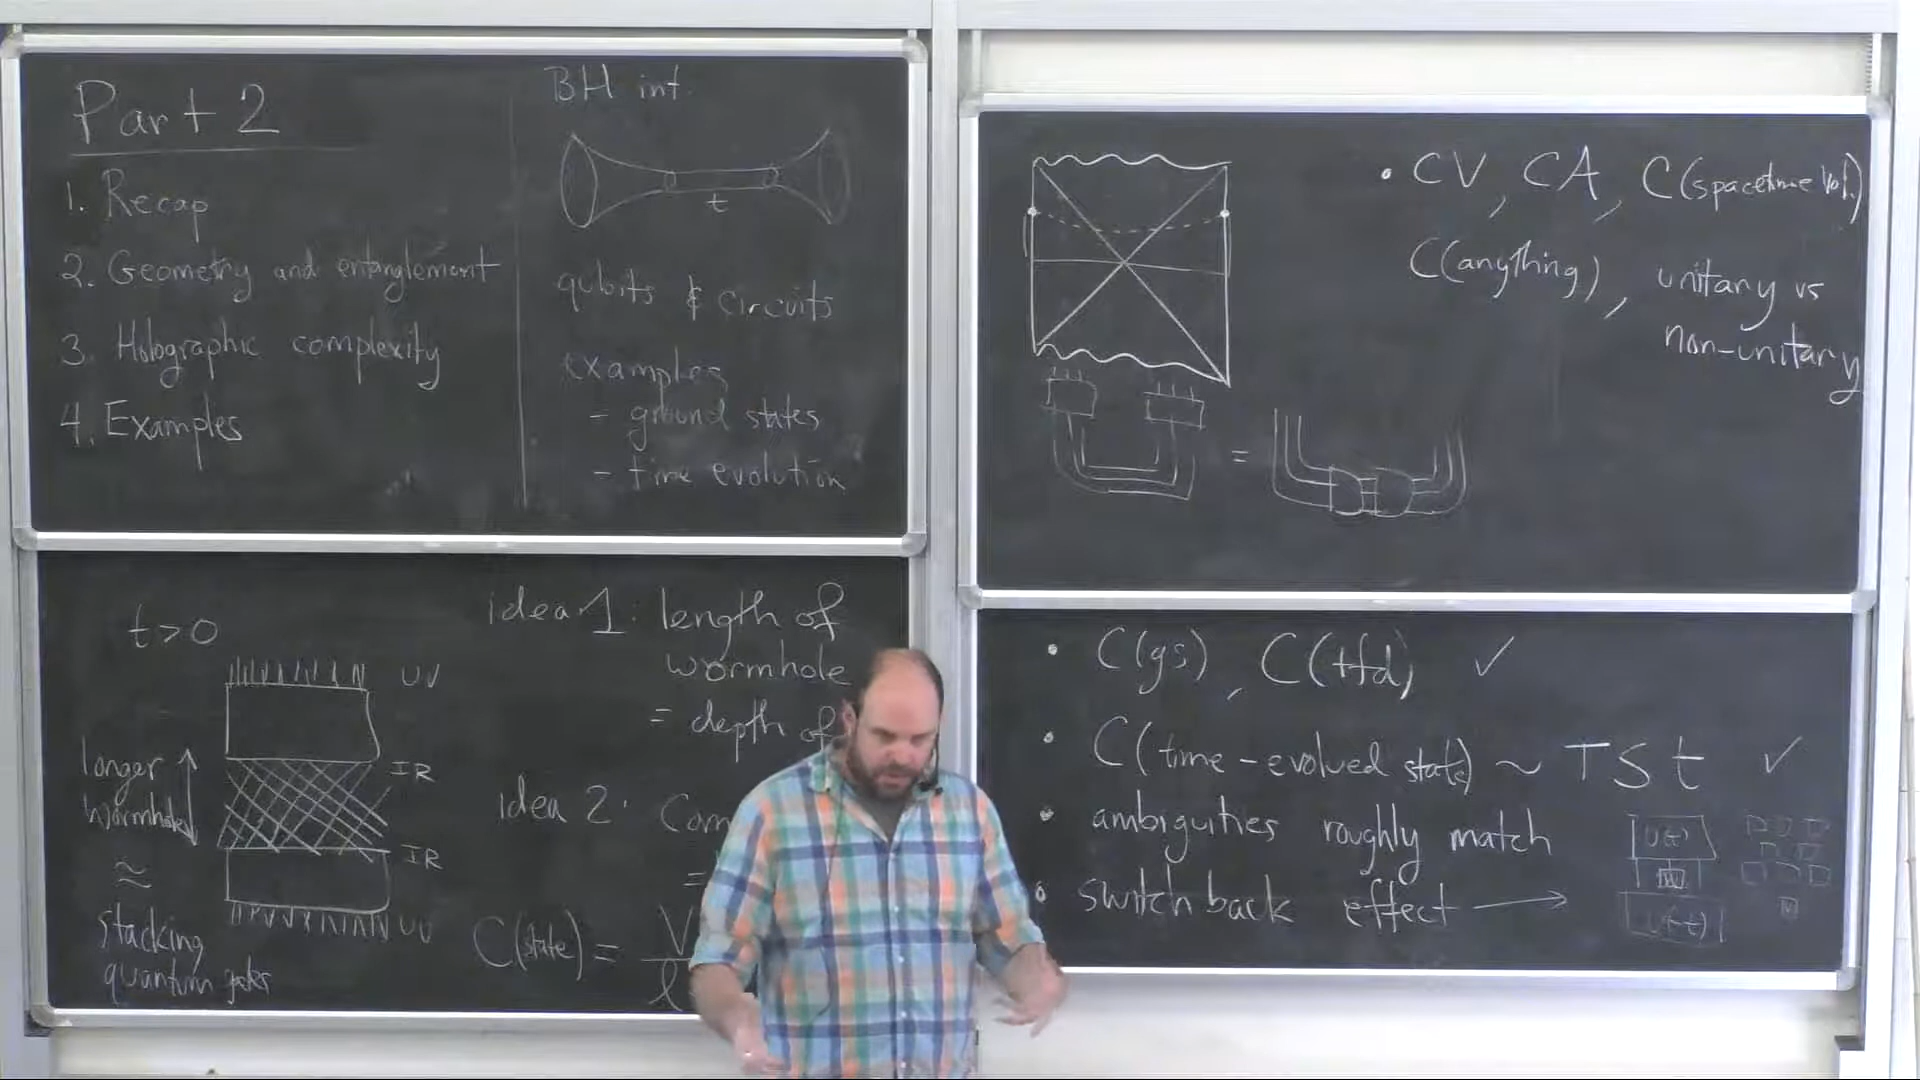 Part 2
1. Recap
2. Geometry and entanglement
3. Holographic complexity
4. Examples
BH int.
t
qubits & circuits
examples
- ground states
- time evolution
t>0
UV
IR
IR
UV
longer
wormhole
≈
stacking
quantum gates
idea 1: length of
wormhole
= depth of
idea 2: Com
=
C(state) = V
l
• CV, CA, C(spacetime vol.)
C(anything), unitary vs
non-unitary
=
• C(gs), C(tfd) ✓
• C(time-evolved state) ~ TSt ✓
• ambiguities roughly match
• switchback effect →
U(t)
W
U(-t)